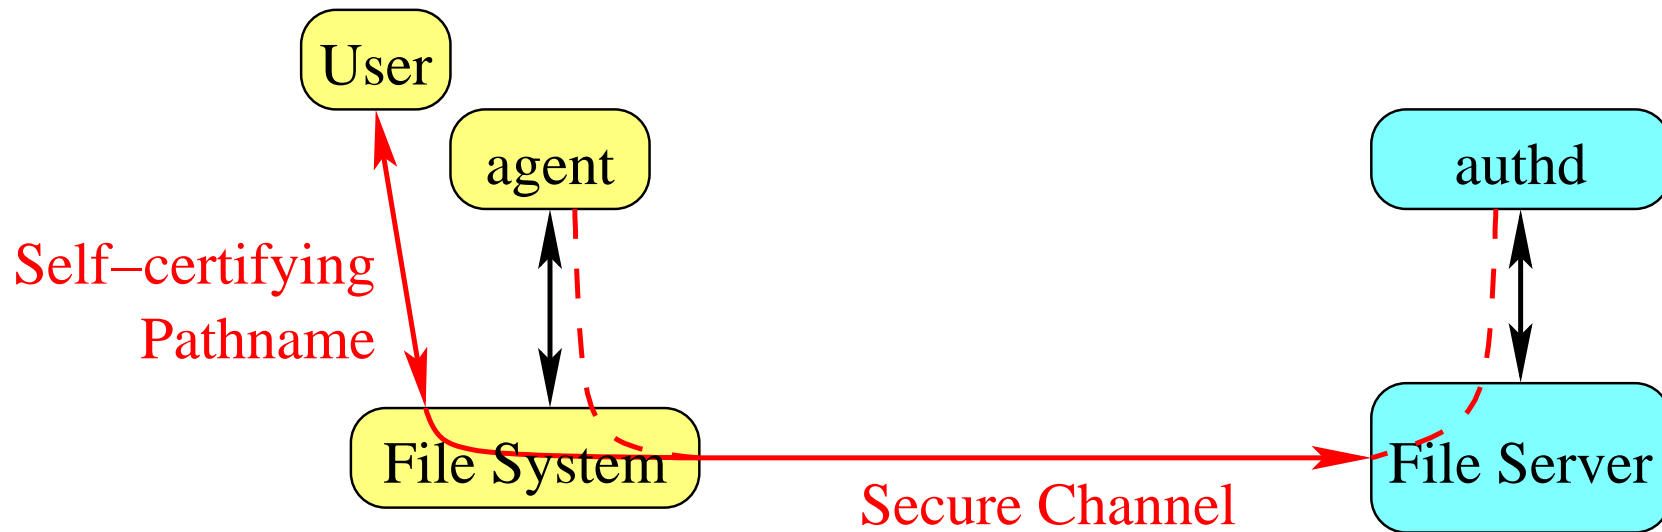 User
agent
authd
Self−certifying
Pathname
File System
File Server
Secure Channel